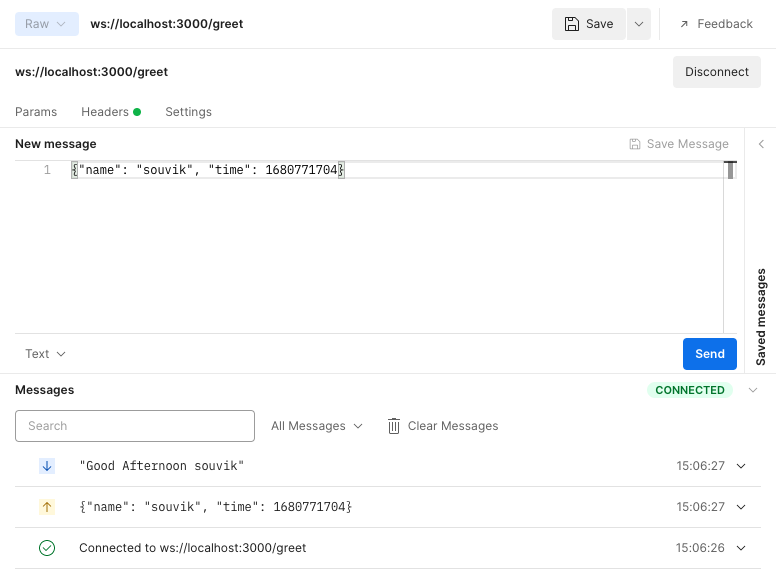 Raw ws://localhost:3000/greet Save Feedback
ws://localhost:3000/greet Disconnect
Params Headers Settings
New message Save Message
1 {"name": "souvik", "time": 1680771704}
Saved messages
Text Send
Messages CONNECTED
Search All Messages Clear Messages
"Good Afternoon souvik" 15:06:27
{"name": "souvik", "time": 1680771704} 15:06:27
Connected to ws://localhost:3000/greet 15:06:26